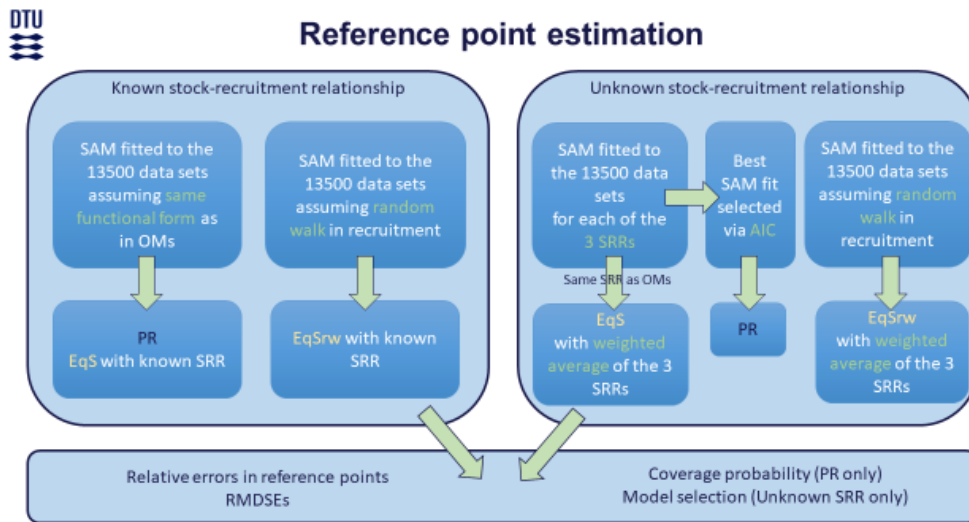 DTU
Reference point estimation
Known stock-recruitment relationship
SAM fitted to the
13500 data sets
assuming same
functional form as
in OMs
SAM fitted to the
13500 data sets
assuming random
walk in recruitment
PR
EqS with known SRR
EqSrw with known
SRR
Unknown stock-recruitment relationship
SAM fitted to
the 13500 data
sets
for each of the
3 SRRs
Best
SAM fit
selected
via AIC
SAM fitted to the
13500 data sets
assuming random
walk in
recruitment
Same SRR as OMs
EqS
with weighted
average of the 3
SRRs
PR
EqSrw
with weighted
average of the 3
SRRs
Relative errors in reference points
RMDSEs
Coverage probability (PR only)
Model selection (Unknown SRR only)